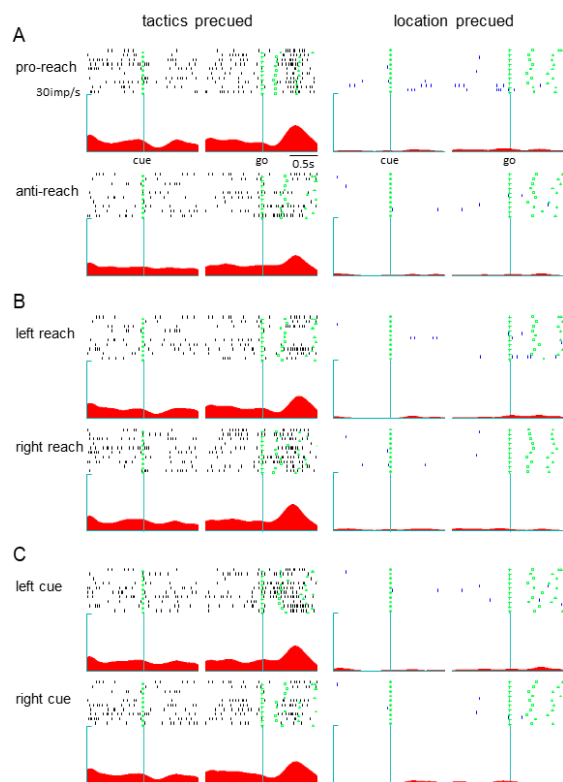 tactics precued location precued
A
pro-reach
30imp/s
cue go cue go
0.5s
anti-reach
B
left reach
right reach
C
left cue
right cue